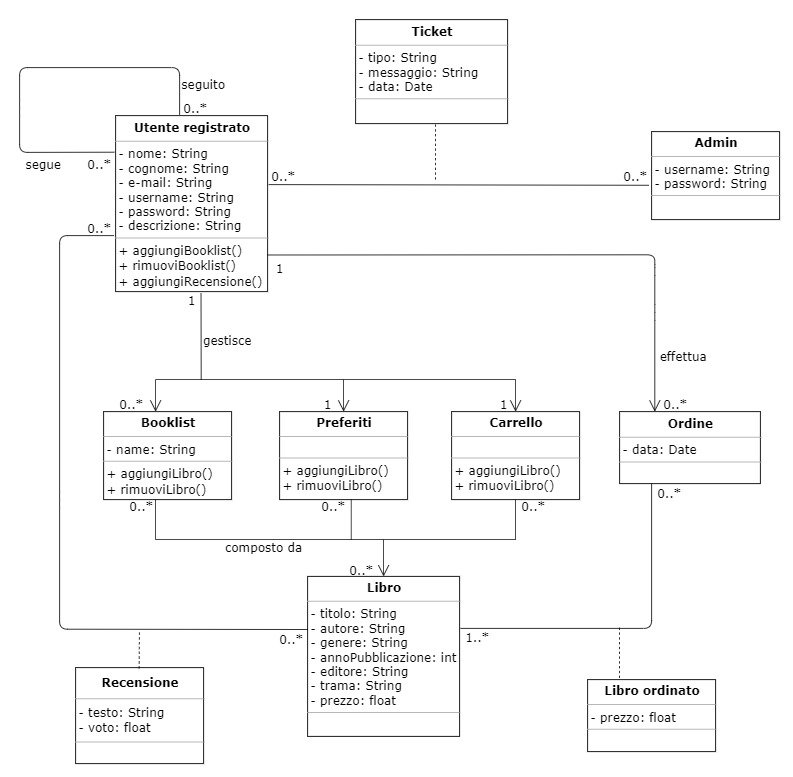 Ticket
- tipo: String
- messaggio: String
- data: Date
seguito
0..*
Utente registrato
- nome: String
- cognome: String
- e-mail: String
- username: String
- password: String
- descrizione: String
+ aggiungiBooklist()
+ rimuoviBooklist()
+ aggiungiRecensione()
segue
0..*
0..*
0..*
0..*
Admin
- username: String
- password: String
1
1
gestisce
effettua
0..*
1
1
0..*
Booklist
- name: String
+ aggiungiLibro()
+ rimuoviLibro()
Preferiti
+ aggiungiLibro()
+ rimuoviLibro()
Carrello
+ aggiungiLibro()
+ rimuoviLibro()
Ordine
- data: Date
0..*
0..*
0..*
0..*
composto da
0..*
Libro
- titolo: String
- autore: String
- genere: String
- annoPubblicazione: int
- editore: String
- trama: String
- prezzo: float
0..*
1..*
Recensione
- testo: String
- voto: float
Libro ordinato
- prezzo: float